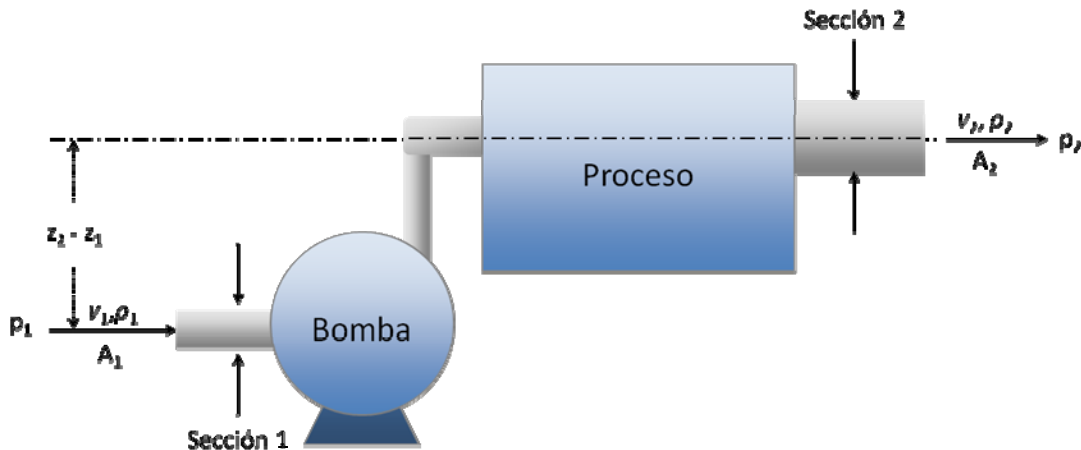 Sección 2
v₂, ρ₂
p₂
A₂
Proceso
z₂ - z₁
v₁,ρ₁
p₁
A₁
Bomba
Sección 1